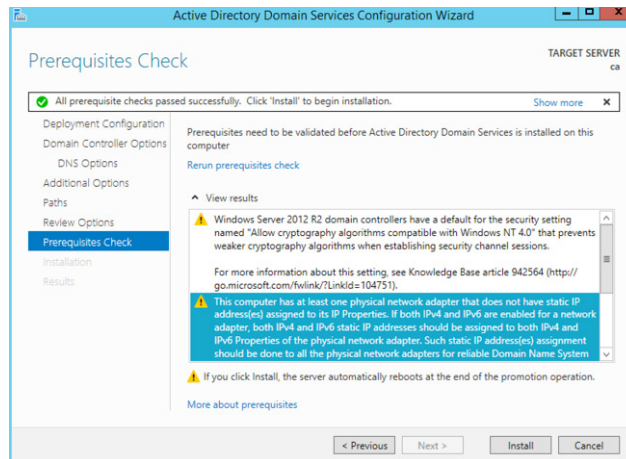 Active Directory Domain Services Configuration Wizard
Prerequisites Check
TARGET SERVER
ca
All prerequisite checks passed successfully. Click 'Install' to begin installation.
Show more
Deployment Configuration
Domain Controller Options
DNS Options
Additional Options
Paths
Review Options
Prerequisites Check
Installation
Results
Prerequisites need to be validated before Active Directory Domain Services is installed on this
computer
Rerun prerequisites check
View results
Windows Server 2012 R2 domain controllers have a default for the security setting
named "Allow cryptography algorithms compatible with Windows NT 4.0" that prevents
weaker cryptography algorithms when establishing security channel sessions.
For more information about this setting, see Knowledge Base article 942564 (http://
go.microsoft.com/fwlink/?LinkId=104751).
This computer has at least one physical network adapter that does not have static IP
address(es) assigned to its IP Properties. If both IPv4 and IPv6 are enabled for a network
adapter, both IPv4 and IPv6 static IP addresses should be assigned to both IPv4 and
IPv6 Properties of the physical network adapter. Such static IP address(es) assignment
should be done to all the physical network adapters for reliable Domain Name System
If you click Install, the server automatically reboots at the end of the promotion operation.
More about prerequisites
< Previous
Next >
Install
Cancel